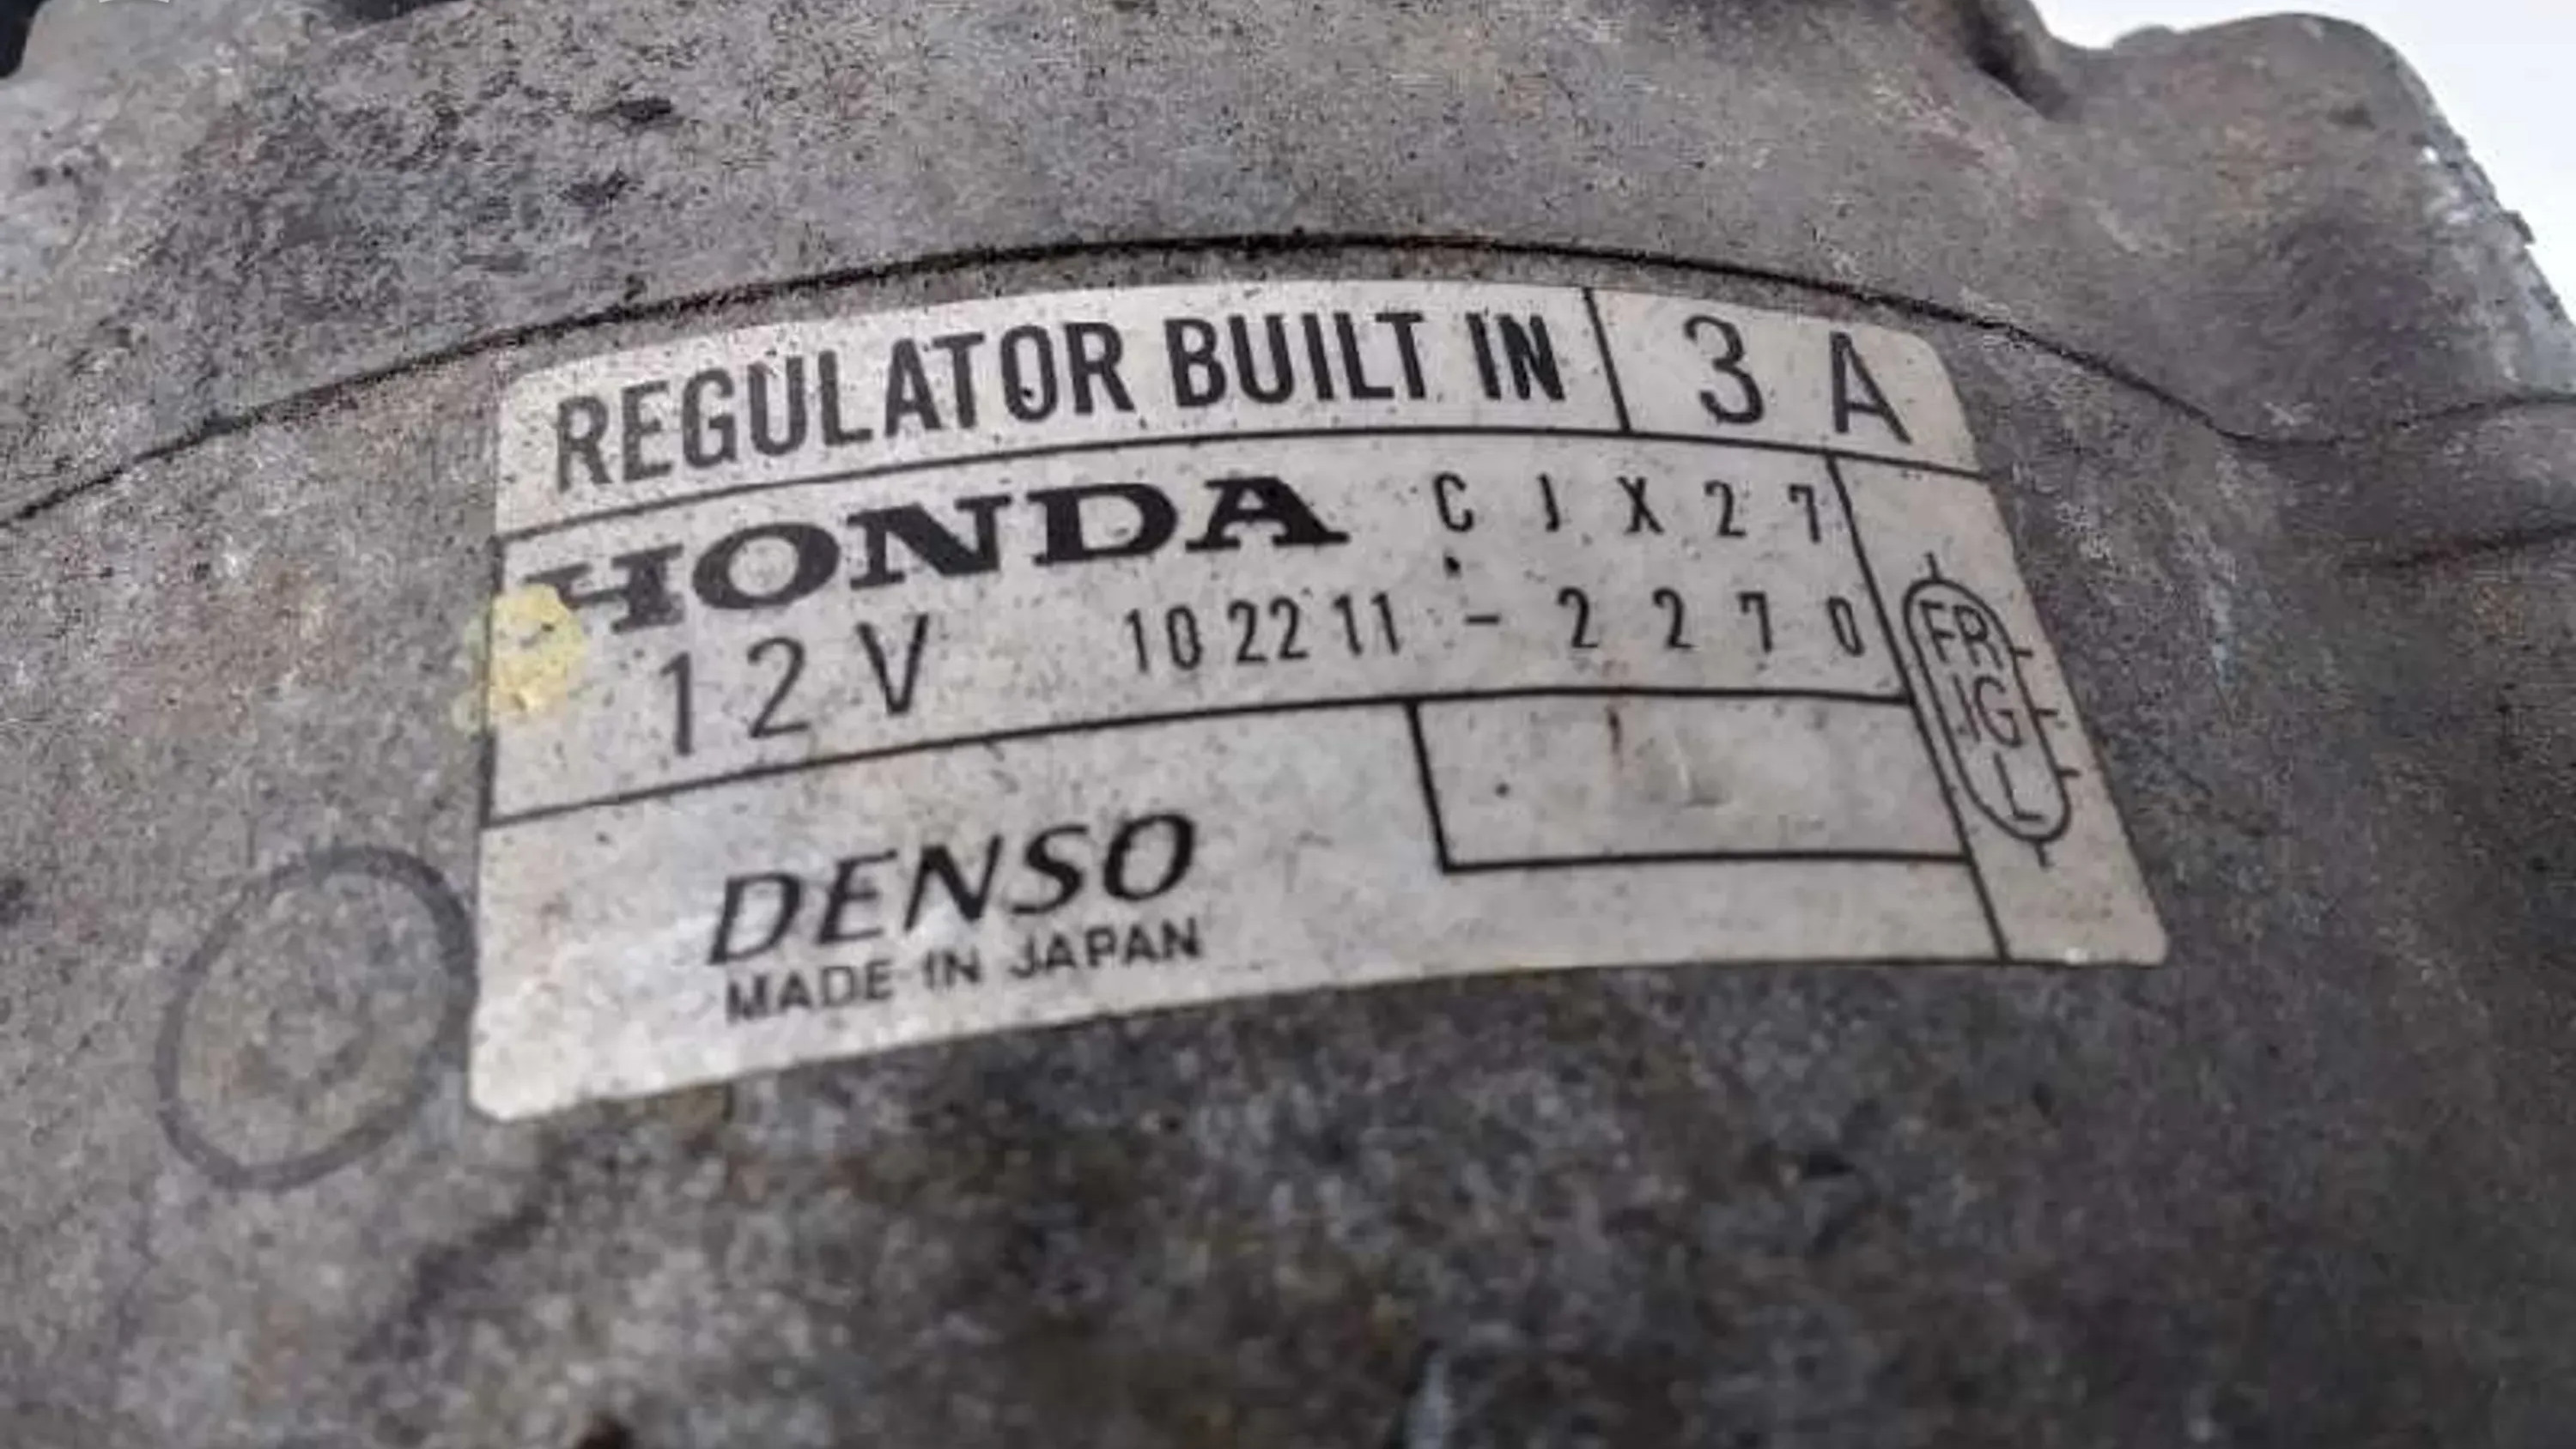 REGULATOR BUILT IN 3 A
HONDA CJX27
12V 102211-2270
FR
IG
L
DENSO
MADE IN JAPAN